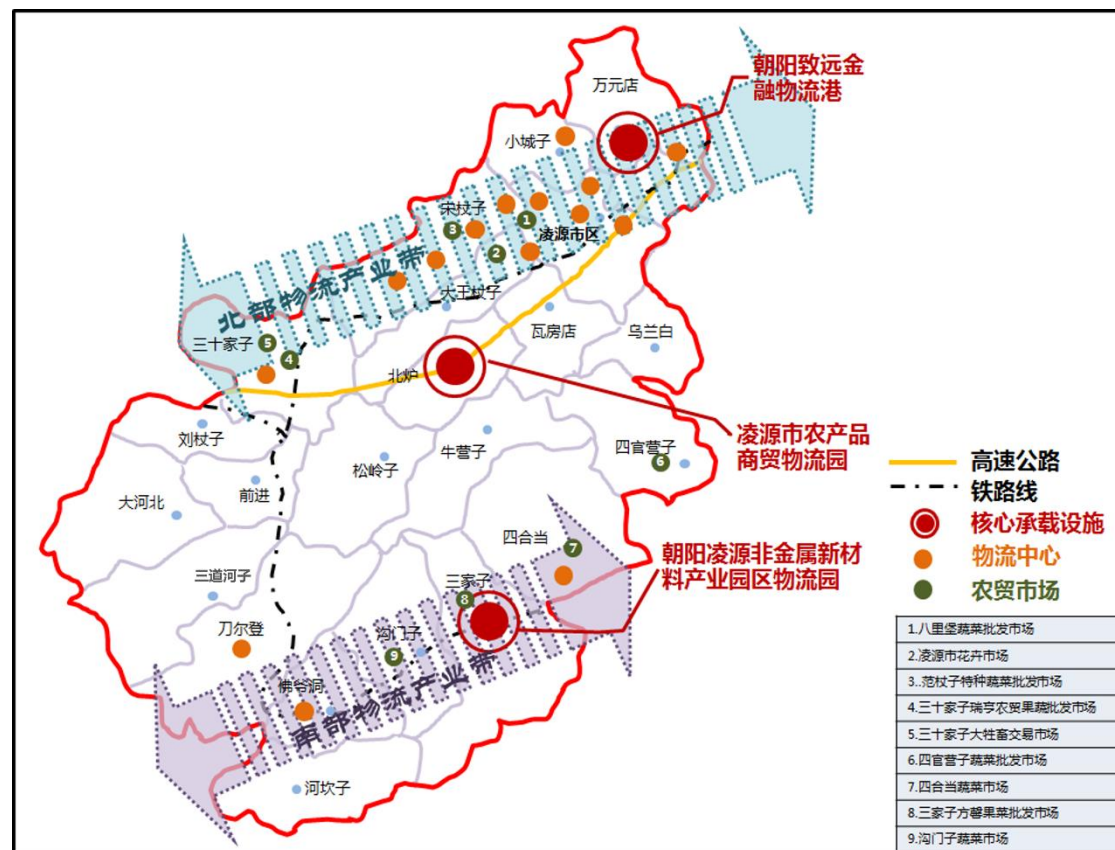 朝阳致远金
融物流港
万元店
小城子
宋杖子
1
3
2
凌源市区
北部物流产业带
大王杖子
三十家子
5
4
瓦房店
乌兰白
北炉
刘杖子
凌源市农产品
商贸物流园
牛营子
四官营子
6
松岭子
大河北
前进
高速公路
铁路线
核心承载设施
物流中心
农贸市场
四合当
7
朝阳凌源非金属新材
料产业园区物流园
三道河子
三家子
8
刀尔登
沟门子
9
佛爷洞
南部物流产业带
河坎子
1.八里堡蔬菜批发市场
2.凌源市花卉市场
3..范杖子特种蔬菜批发市场
4.三十家子瑞亨农贸果蔬批发市场
5.三十家子大牲畜交易市场
6.四官营子蔬菜批发市场
7.四合当蔬菜市场
8.三家子方馨果菜批发市场
9.沟门子蔬菜市场